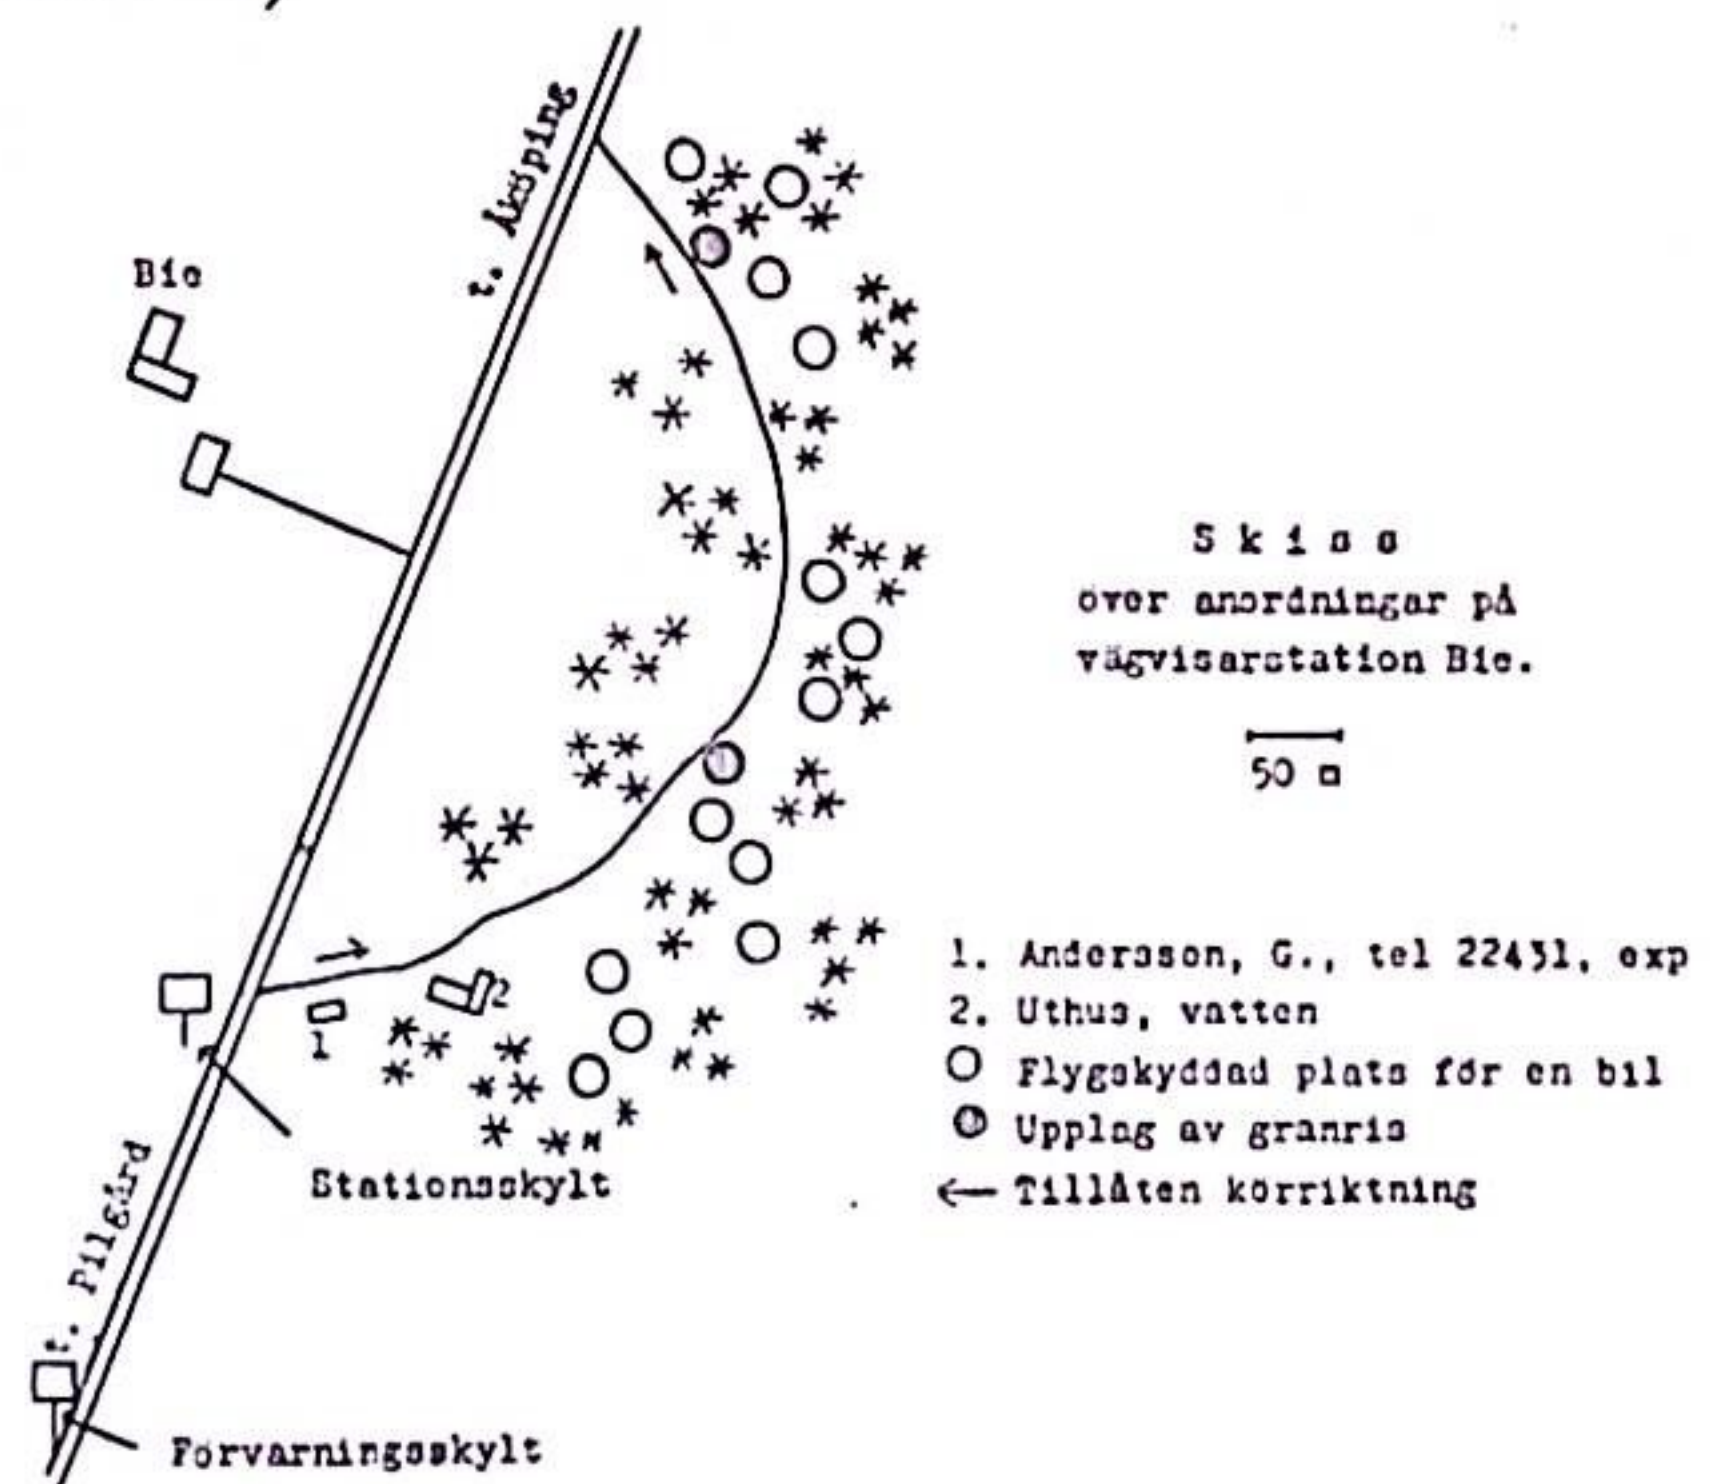 t. Åköping
Bie
Skiss
över anordningar på
vägvisarstation Bie.
50 m
1. Andersson, G., tel 22431, exp
2. Uthus, vatten
Flygskyddad plats för en bil
Upplag av granris
Tillåten körriktning
2
1
Stationsskylt
t. Pilgård
Förvarningsskylt